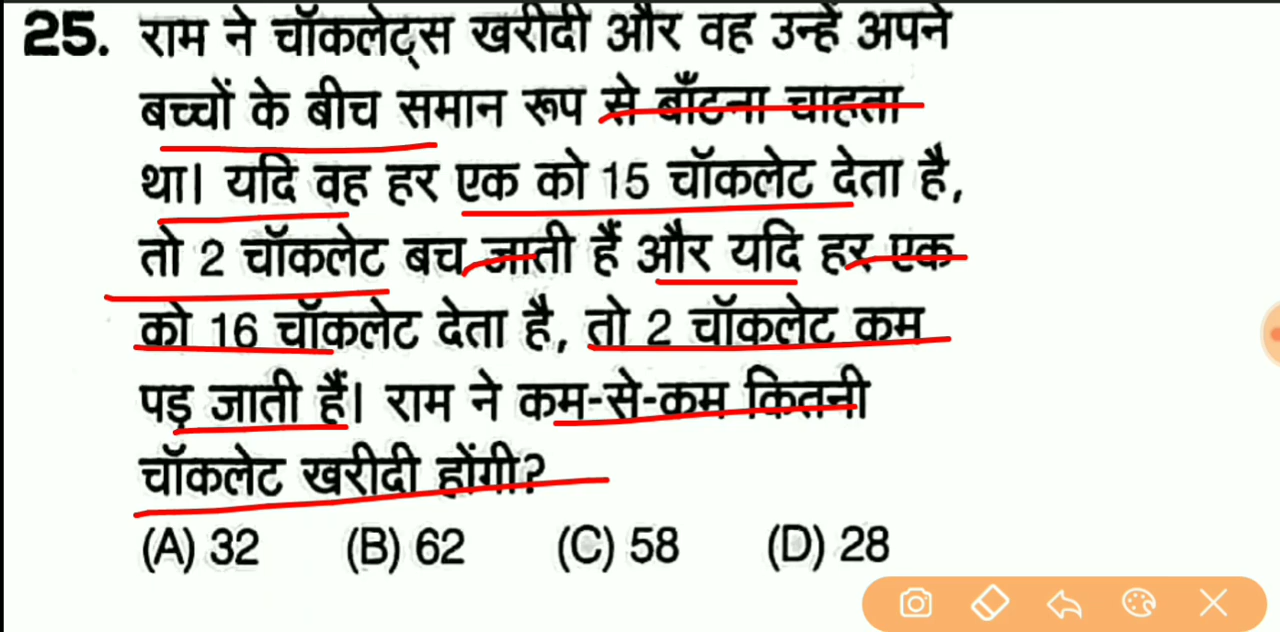 25. राम ने चॉकलेट्स खरीदी और वह उन्हें अपने
बच्चों के बीच समान रूप से बाँटना चाहता
था। यदि वह हर एक को 15 चॉकलेट देता है,
तो 2 चॉकलेट बच जाती हैं और यदि हर एक
को 16 चॉकलेट देता है, तो 2 चॉकलेट कम
पड़ जाती हैं। राम ने कम-से-कम कितनी
चॉकलेट खरीदी होंगी?
(A) 32 (B) 62 (C) 58 (D) 28